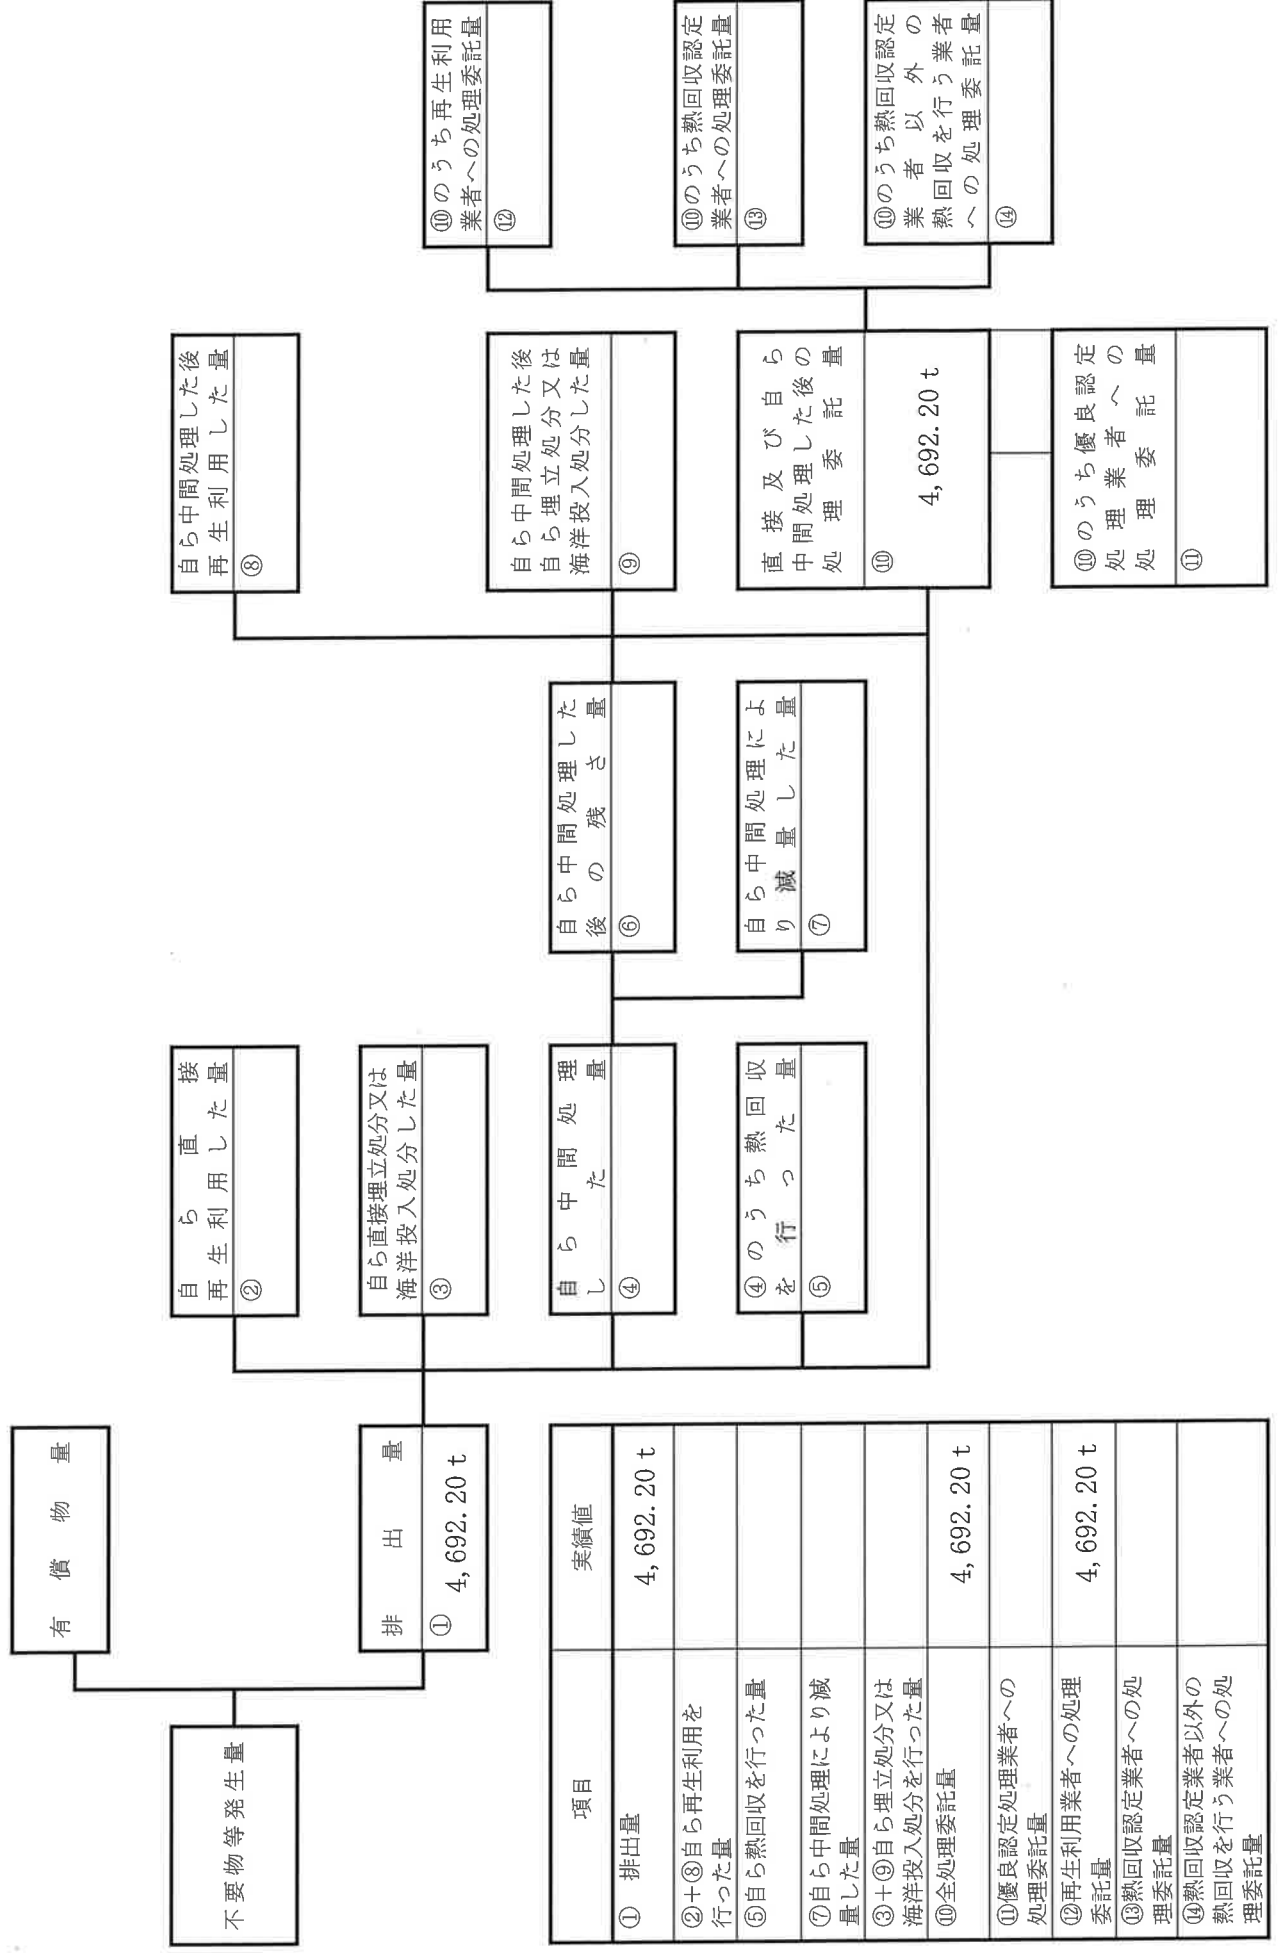 有償物量
不要物等発生量
排出量
① 4,692.20 t
自ら直接
再生利用した量
②
自ら直接埋立処分又は
海洋投入処分した量
③
自ら中間処理
した量
④
④のうち熱回収
を行った量
⑤
自ら中間処理した
後の残さ量
⑥
自ら中間処理によ
り減量した量
⑦
自ら中間処理した後
再生利用した量
⑧
自ら中間処理した後
自ら埋立処分又は
海洋投入処分した量
⑨
直接及び自ら
中間処理した後の
処理委託量
⑩
4,692.20 t
⑩のうち優良認定
処理業者への
処理委託量
⑪
⑩のうち再生利用
業者への処理委託量
⑫
⑩のうち熱回収認定
業者への処理委託量
⑬
⑩のうち熱回収認定
業者以外の
熱回収を行う業者
への処理委託量
⑭
項目 実績値
① 排出量 4,692.20 t
②＋⑧自ら再生利用を
行った量
⑤自ら熱回収を行った量
⑦自ら中間処理により減
量した量
③＋⑨自ら埋立処分又は
海洋投入処分を行った量
⑩全処理委託量 4,692.20 t
⑪優良認定処理業者への
処理委託量
⑫再生利用業者への処理
委託量 4,692.20 t
⑬熱回収認定業者への処
理委託量
⑭熱回収認定業者以外の
熱回収を行う業者への処
理委託量